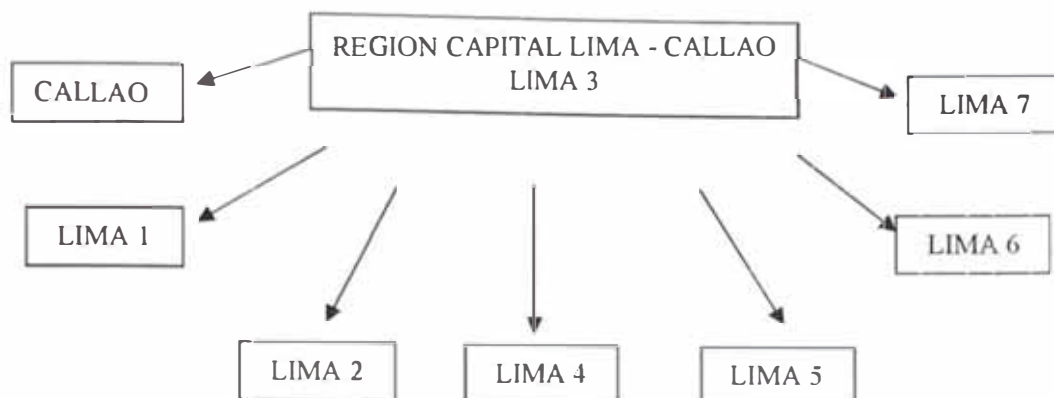 REGION CAPITAL LIMA - CALLAO
LIMA 3
CALLAO
LIMA 7
LIMA 1
LIMA 6
LIMA 2
LIMA 4
LIMA 5